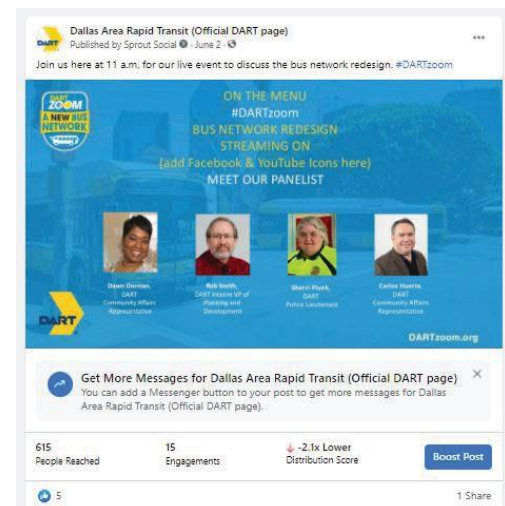 Dallas Area Rapid Transit (Official DART page)
Published by Sprout Social · June 2 ·
Join us here at 11 a.m. for our live event to discuss the bus network redesign. #DARTzoom
DART ZOOM
A NEW BUS
NETWORK
ON THE MENU
#DARTzoom
BUS NETWORK REDESIGN
STREAMING ON
(add Facebook & YouTube Icons here)
MEET OUR PANELIST
Dawn Dorman,
DART
Community Affairs
Representative
Rob Smith,
DART Interim VP of
Planning and
Development
Sherri Plunk,
DART
Police Lieutenant
Carlos Huerta,
DART
Community Affairs
Representative
DART
DARTzoom.org
Get More Messages for Dallas Area Rapid Transit (Official DART page)
You can add a Messenger button to your post to get more messages for Dallas
Area Rapid Transit (Official DART page).
615
People Reached
15
Engagements
-2.1x Lower
Distribution Score
Boost Post
5
1 Share